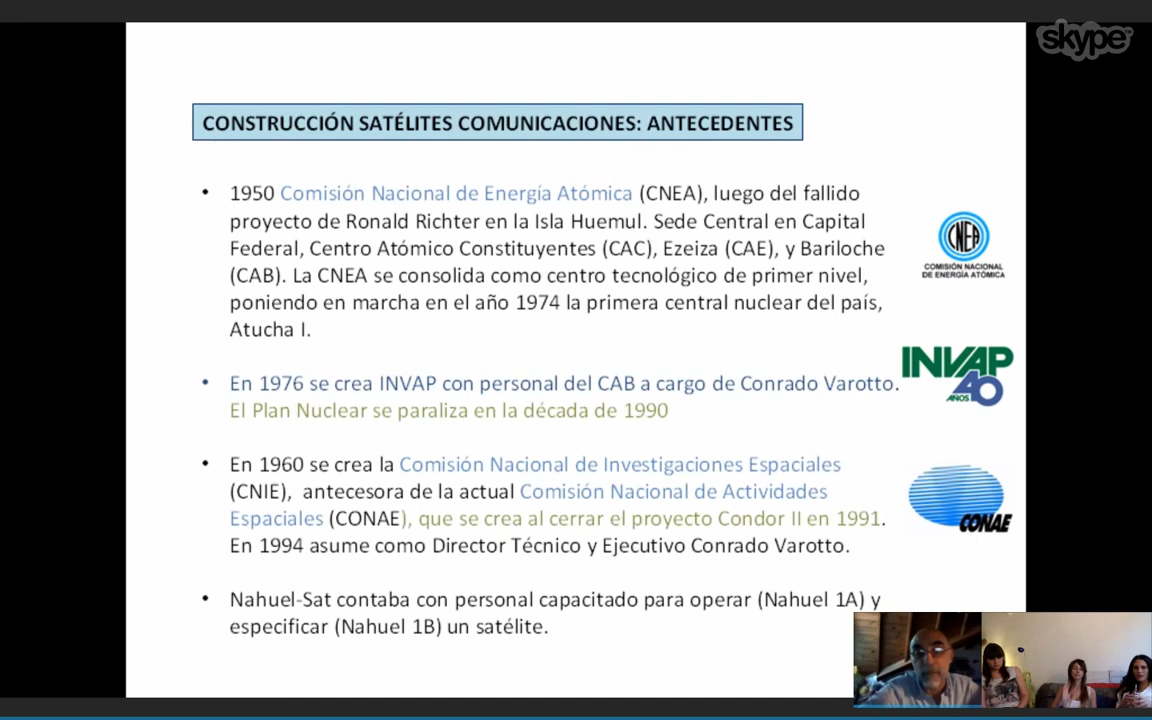 skype™
CONSTRUCCIÓN SATÉLITES COMUNICACIONES: ANTECEDENTES
• 1950 Comisión Nacional de Energía Atómica (CNEA), luego del fallido
proyecto de Ronald Richter en la Isla Huemul. Sede Central en Capital
Federal, Centro Atómico Constituyentes (CAC), Ezeiza (CAE), y Bariloche
(CAB). La CNEA se consolida como centro tecnológico de primer nivel,
poniendo en marcha en el año 1974 la primera central nuclear del país,
Atucha I.
CNEA
COMISIÓN NACIONAL
DE ENERGÍA ATÓMICA
• En 1976 se crea INVAP con personal del CAB a cargo de Conrado Varotto.
El Plan Nuclear se paraliza en la década de 1990
INVAP
40
AÑOS
• En 1960 se crea la Comisión Nacional de Investigaciones Espaciales
(CNIE), antecesora de la actual Comisión Nacional de Actividades
Espaciales (CONAE), que se crea al cerrar el proyecto Condor II en 1991.
En 1994 asume como Director Técnico y Ejecutivo Conrado Varotto.
CONAE
• Nahuel-Sat contaba con personal capacitado para operar (Nahuel 1A) y
especificar (Nahuel 1B) un satélite.